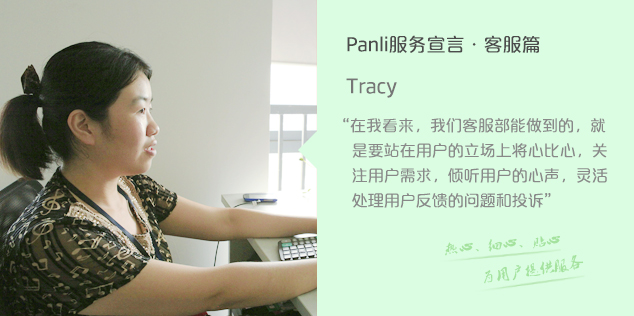 Panli服务宣言·客服篇
Tracy
“在我看来，我们客服部能做到的，就
是要站在用户的立场上将心比心，关
注用户需求，倾听用户的心声，灵活
处理用户反馈的问题和投诉”
热心、细心、贴心
为用户提供服务